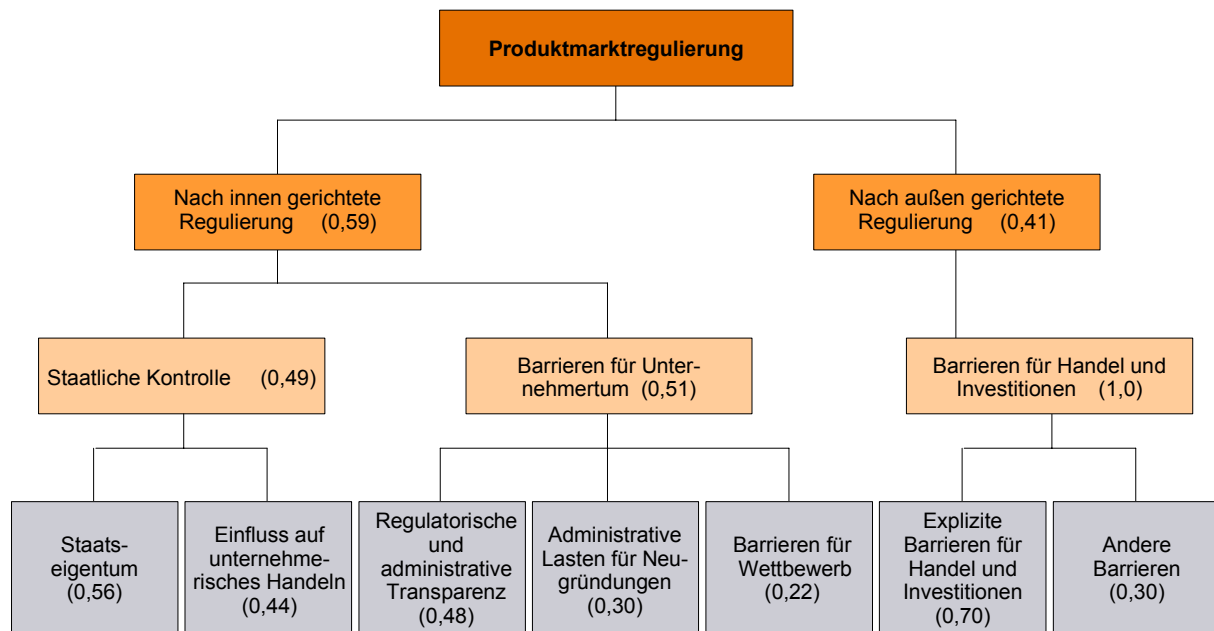 Produktmarktregulierung
Nach innen gerichtete
Regulierung (0,59)
Nach außen gerichtete
Regulierung (0,41)
Staatliche Kontrolle (0,49)
Barrieren für Unter-
nehmertum (0,51)
Barrieren für Handel und
Investitionen (1,0)
Staats-
eigentum
(0,56)
Einfluss auf
unternehme-
risches Handeln
(0,44)
Regulatorische
und
administrative
Transparenz
(0,48)
Administrative
Lasten für Neu-
gründungen
(0,30)
Barrieren für
Wettbewerb
(0,22)
Explizite
Barrieren für
Handel und
Investitionen
(0,70)
Andere
Barrieren
(0,30)